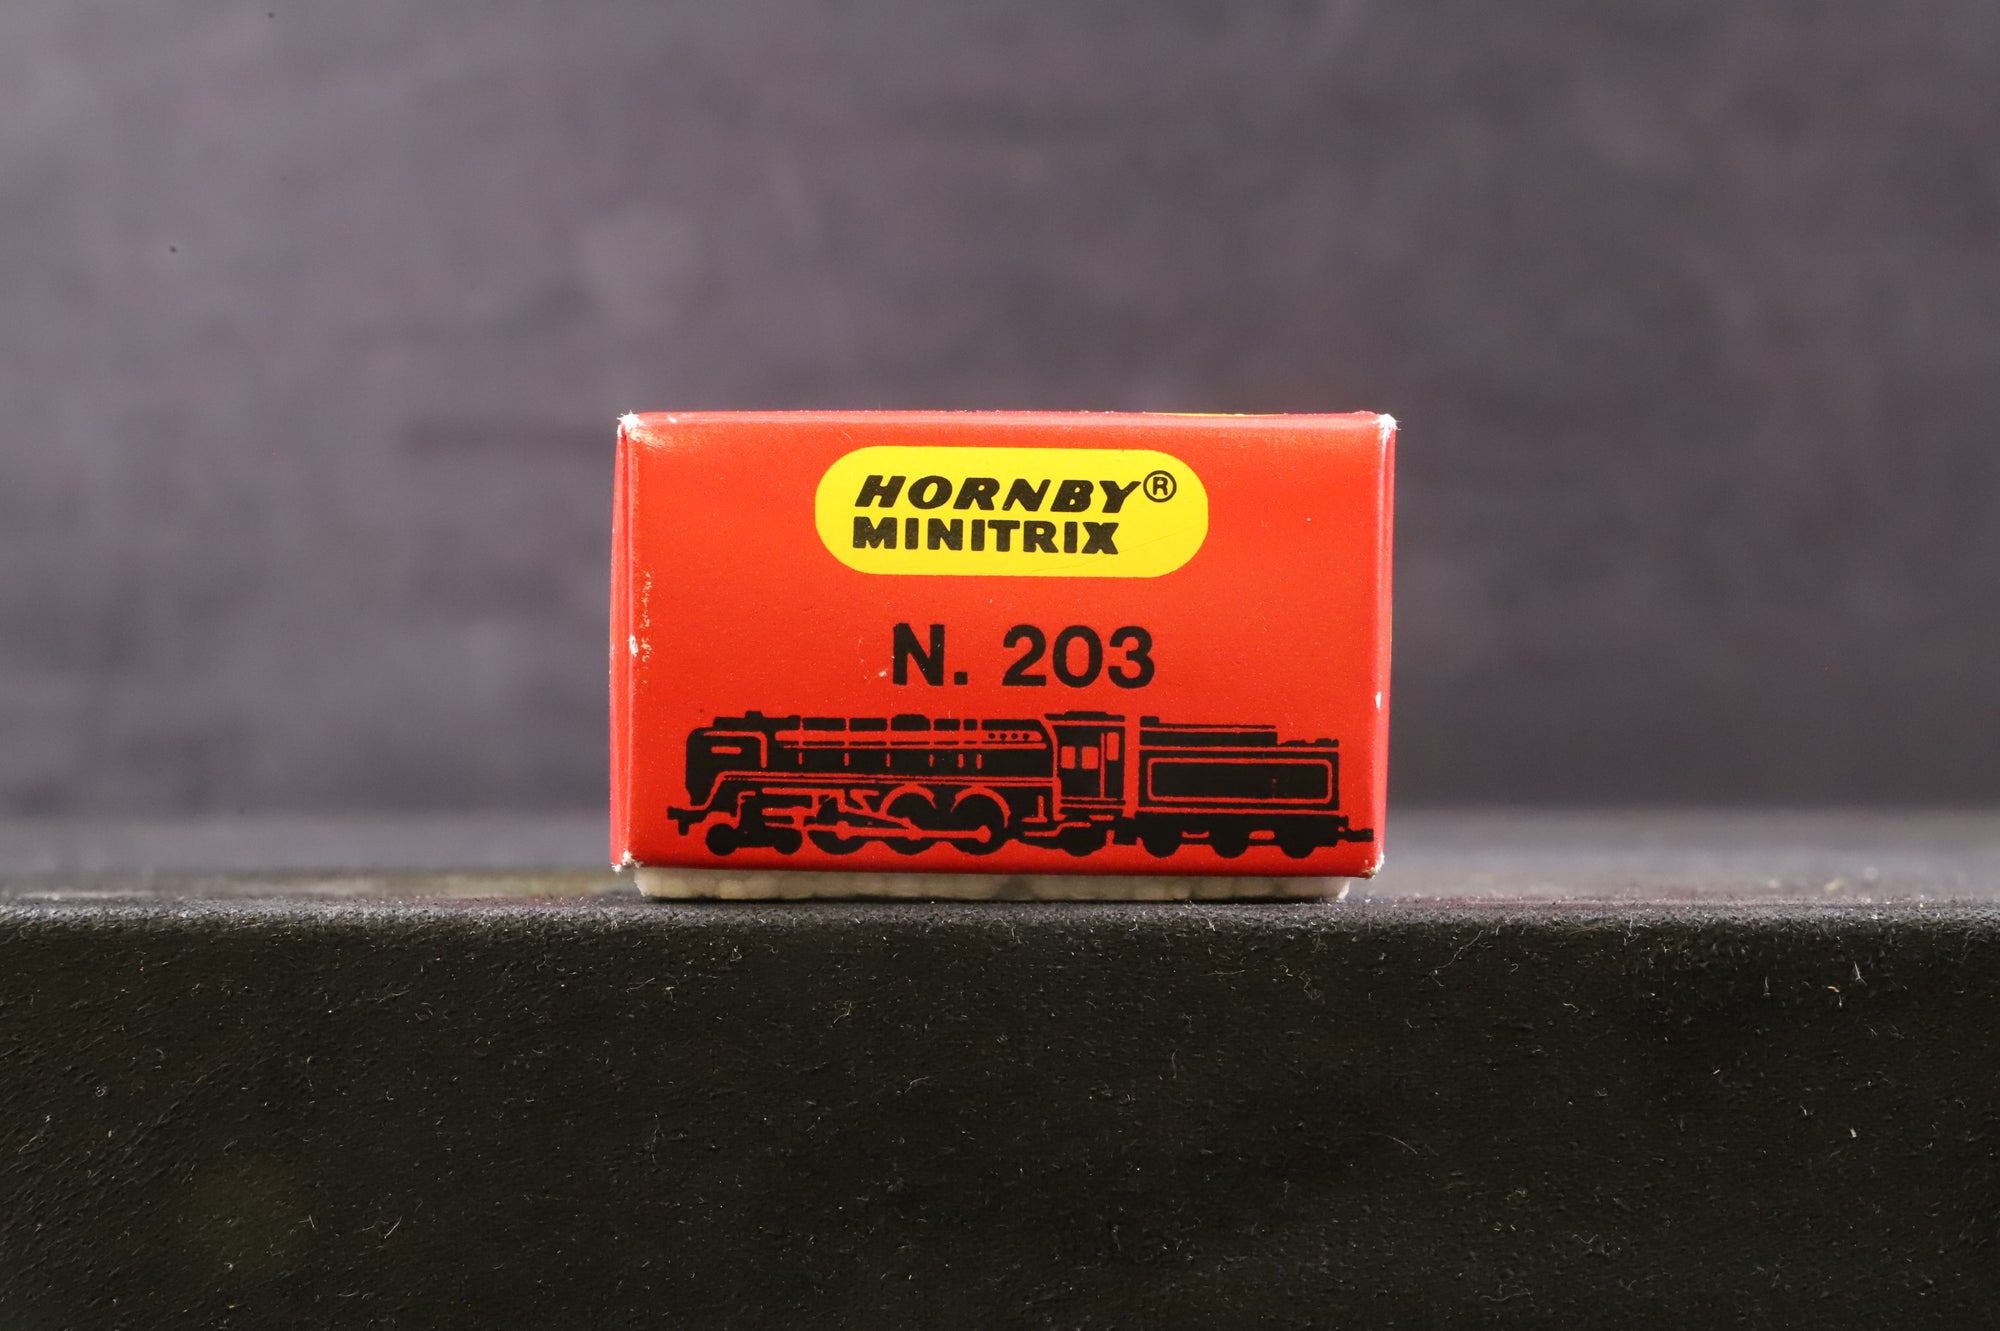 HORNBY®
MINITRIX
N. 203